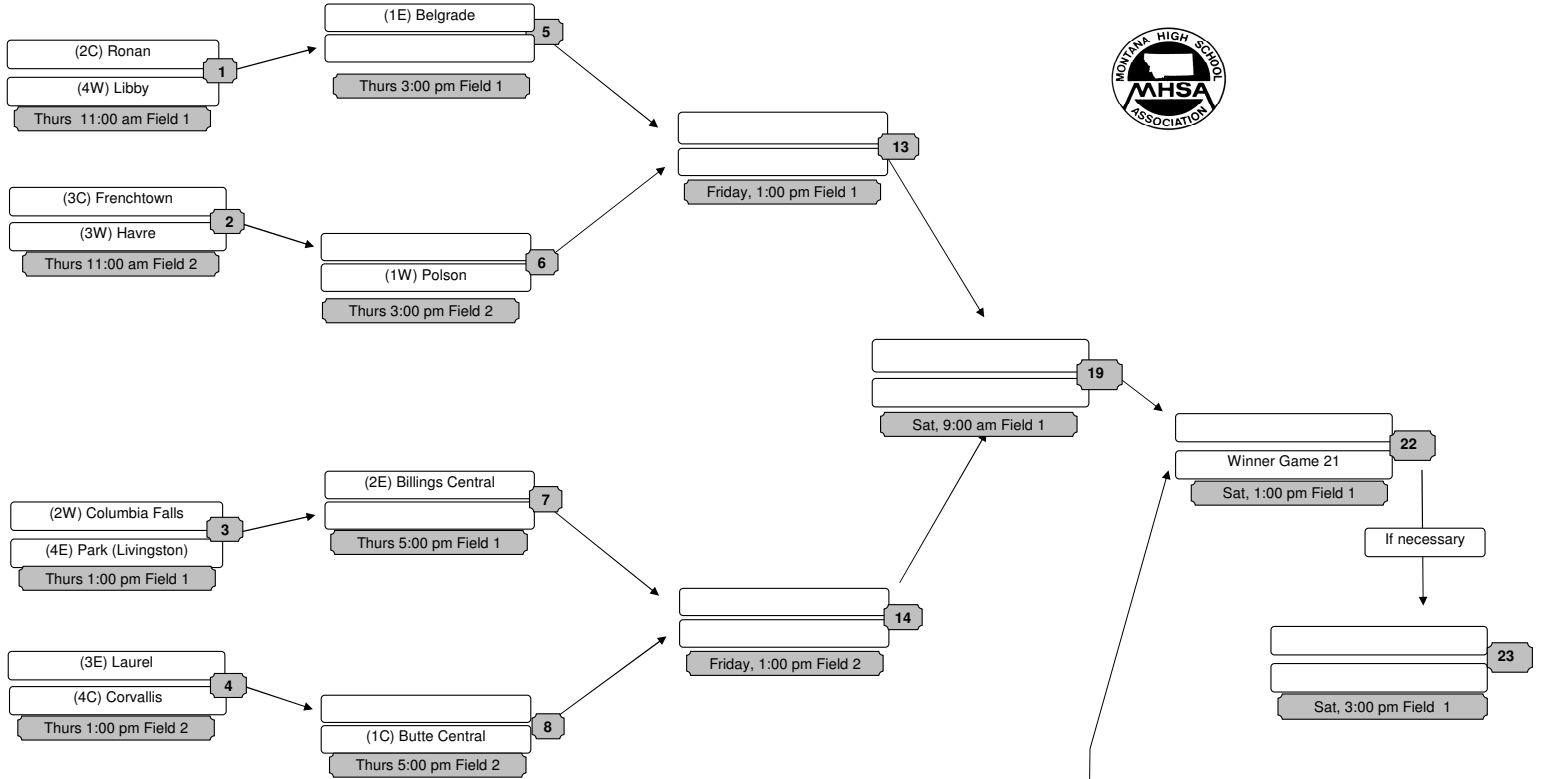 (1E) Belgrade
5
Thurs 3:00 pm Field 1
(2C) Ronan
1
(4W) Libby
Thurs 11:00 am Field 1
MONTANA HIGH SCHOOL
MHSA
ASSOCIATION
13
Friday, 1:00 pm Field 1
(3C) Frenchtown
2
(3W) Havre
Thurs 11:00 am Field 2
6
(1W) Polson
Thurs 3:00 pm Field 2
19
Sat, 9:00 am Field 1
22
Winner Game 21
Sat, 1:00 pm Field 1
If necessary
(2E) Billings Central
7
Thurs 5:00 pm Field 1
(2W) Columbia Falls
3
(4E) Park (Livingston)
Thurs 1:00 pm Field 1
14
Friday, 1:00 pm Field 2
23
Sat, 3:00 pm Field 1
(3E) Laurel
4
(4C) Corvallis
Thurs 1:00 pm Field 2
8
(1C) Butte Central
Thurs 5:00 pm Field 2